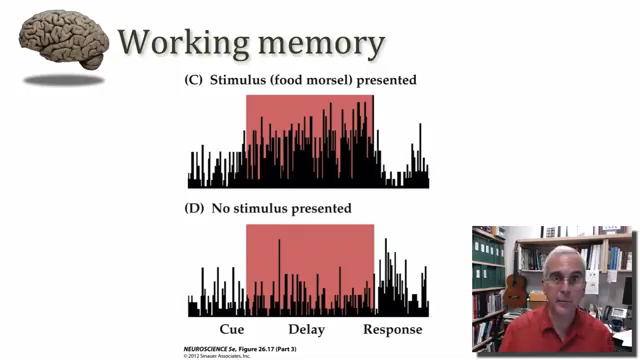 Working memory
(C) Stimulus (food morsel) presented
(D) No stimulus presented
Cue Delay Response
NEUROSCIENCE 5e, Figure 26.17 (Part 3)
© 2012 Sinauer Associates, Inc.